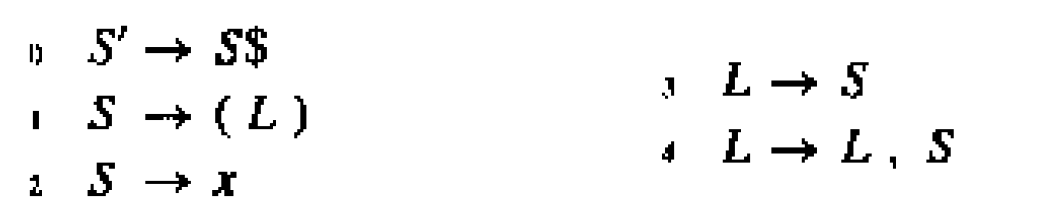 0 S′ → S$
1 S → ( L )
2 S → x
3 L → S
4 L → L , S